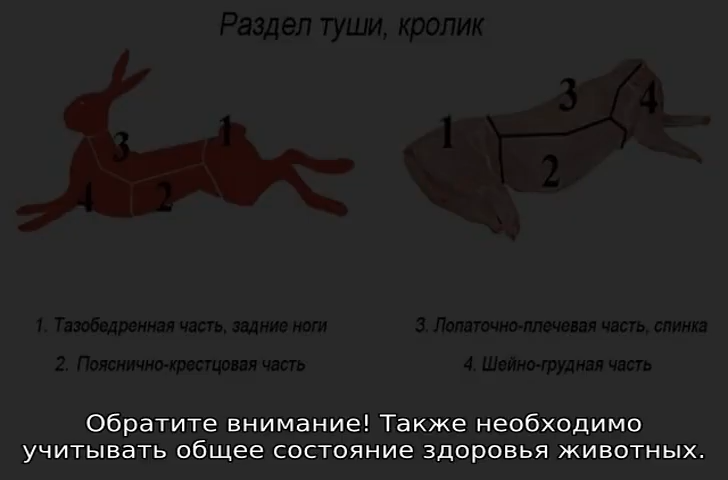 Раздел туши, кролик
3
1
4
2
1
3
4
2
1. Тазобедренная часть, задние ноги
3. Лопаточно-плечевая часть, спинка
2. Пояснично-крестцовая часть
4. Шейно-грудная часть
Обратите внимание! Также необходимо
учитывать общее состояние здоровья животных.